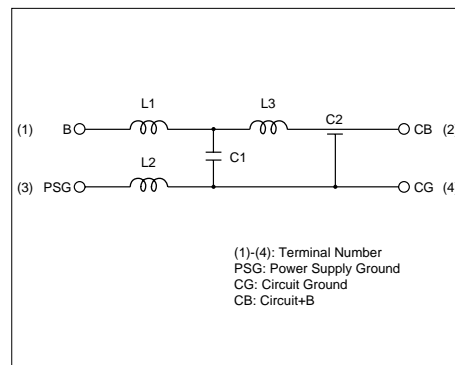 L1 L3 C2
(1) B CB (2
C1
L2
(3) PSG CG (4
(1)-(4): Terminal Number
PSG: Power Supply Ground
CG: Circuit Ground
CB: Circuit+B